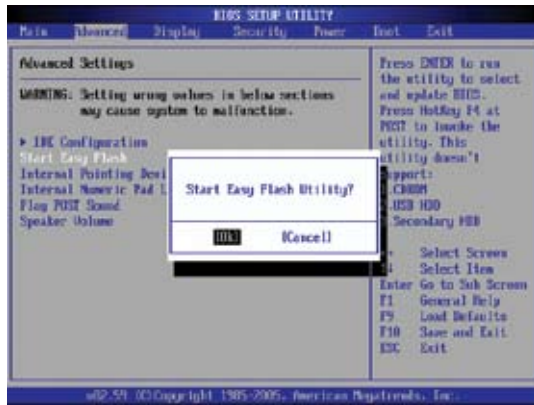 BIOS SETUP UTILITY
Main Advanced Display Security Power Boot Exit
Advanced Settings
WARNING: Setting wrong values in below sections
may cause system to malfunction.
IDE Configuration
Start Easy Flash
Internal Pointing Devi
Internal Numeric Pad L
Play POST Sound
Speaker Volume
Start Easy Flash Utility?
[Ok] [Cancel]
Press ENTER to run
the utility to select
and update BIOS.
Press HotKey F4 at
POST to invoke the
utility. This
utility doesn't
support:
CDROM
USB HDD
Secondary HDD
Select Screen
Select Item
Enter Go to Sub Screen
F1 General Help
F9 Load Defaults
F10 Save and Exit
ESC Exit
v02.59 (C)Copyright 1985-2005, American Megatrends, Inc.